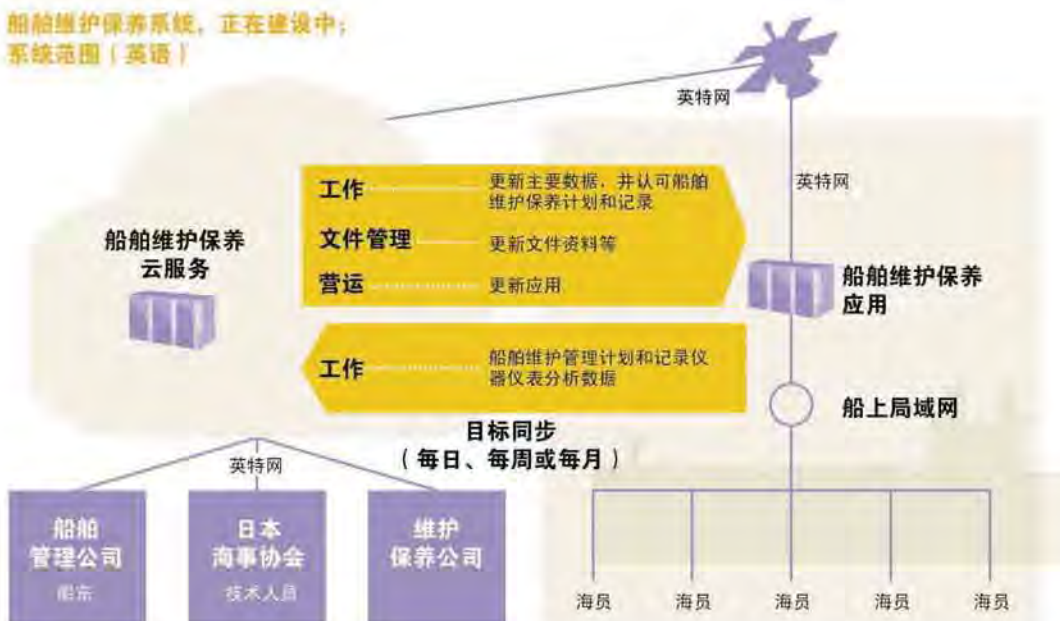 船舶维护保养系统，正在建设中；
系统范围（英语）
英特网
英特网
工作 更新主要数据，并认可船舶
维护保养计划和记录
文件管理 更新文件资料等
营运 更新应用
船舶维护保养
云服务
船舶维护保养
应用
工作 船舶维护管理计划和记录仪
器仪表分析数据
船上局域网
目标同步
（每日、每周或每月）
英特网
船舶
管理公司
船东
日本
海事协会
技术人员
维护
保养公司
海员 海员 海员 海员 海员